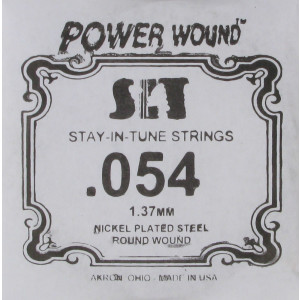 POWER WOUND™
SIT
STAY-IN-TUNE STRINGS
.054
1.37MM
NICKEL PLATED STEEL
ROUND WOUND
AKRON OHIO - MADE IN USA